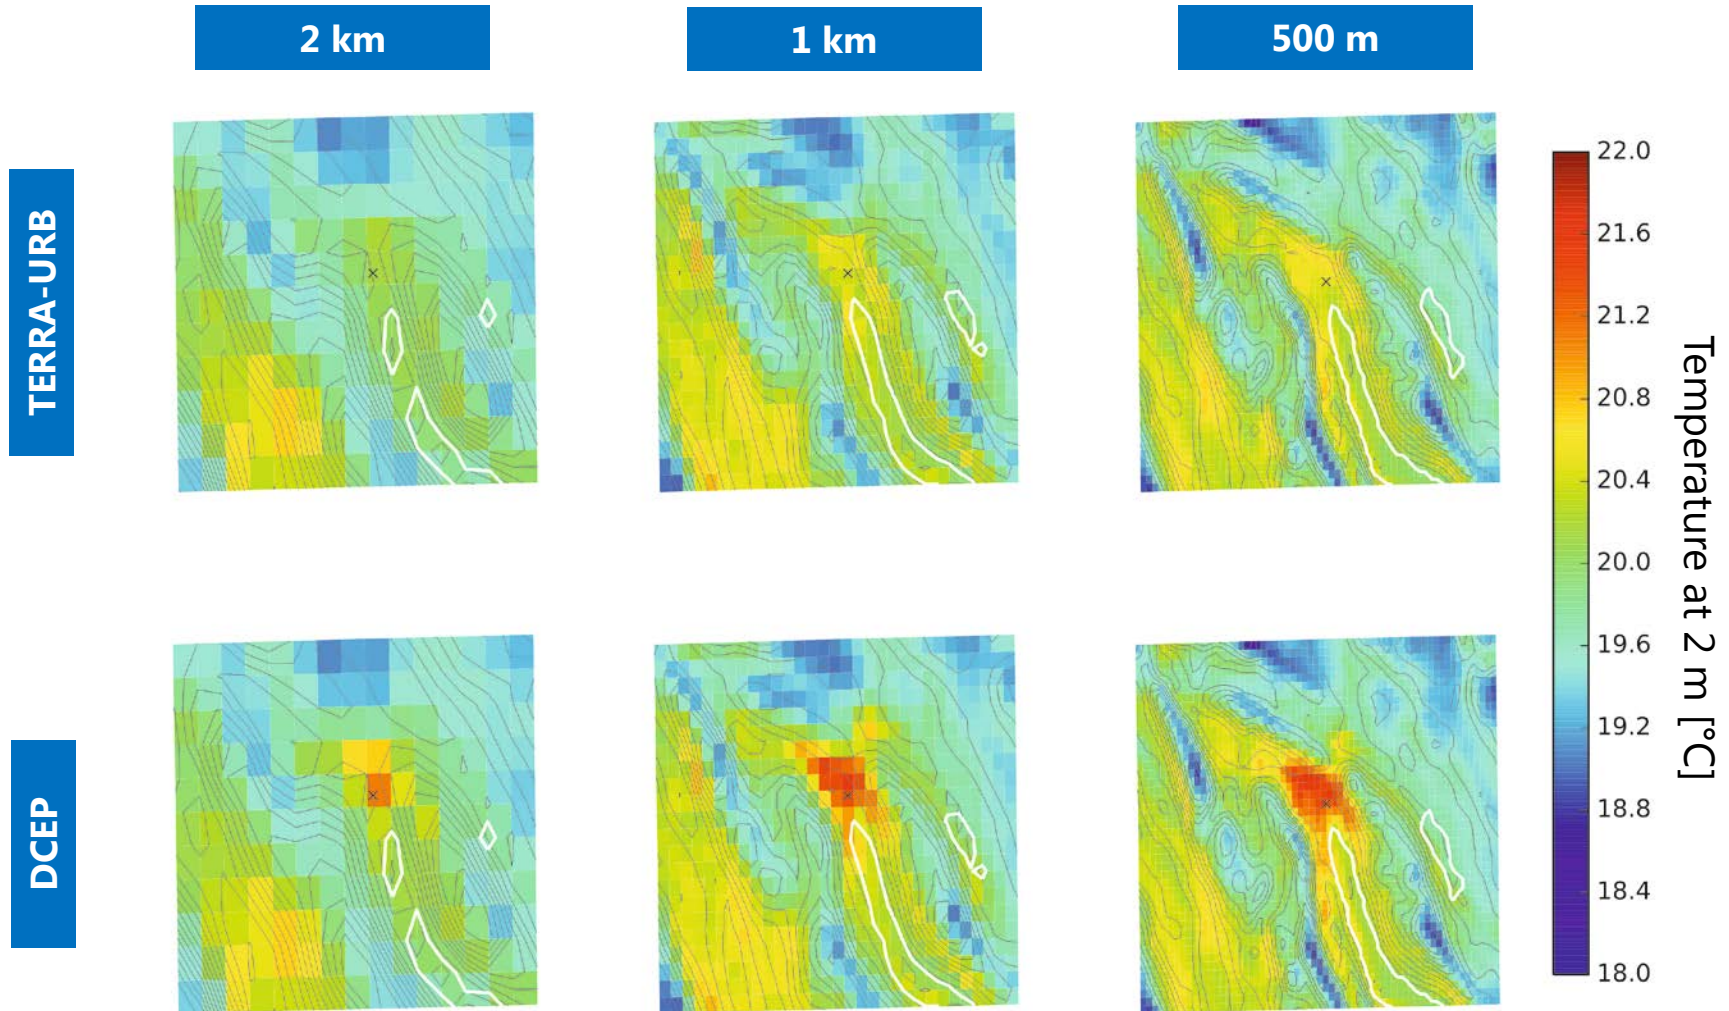 2 km
1 km
500 m
TERRA-URB
DCEP
22.0
21.6
21.2
20.8
20.4
20.0
19.6
19.2
18.8
18.4
18.0
Temperature at 2 m [°C]